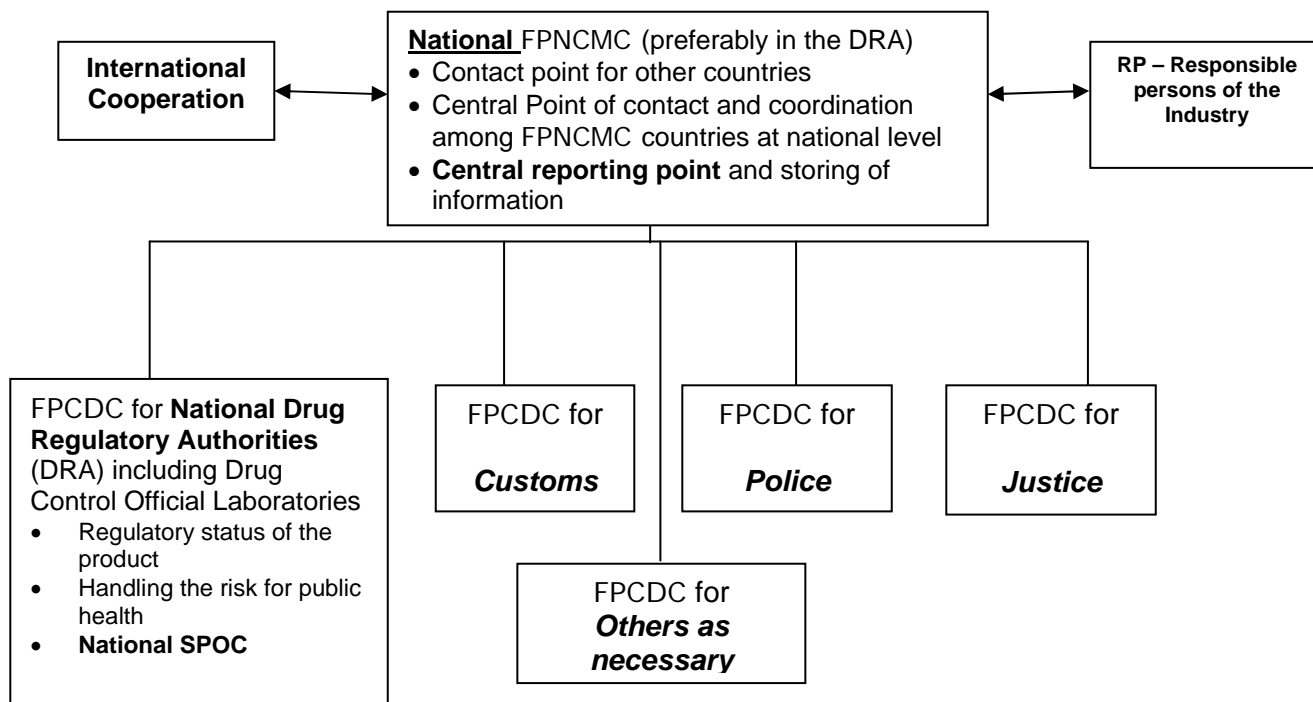 International
Cooperation
National FPNCMC (preferably in the DRA)
• Contact point for other countries
• Central Point of contact and coordination
among FPNCMC countries at national level
• Central reporting point and storing of
information
RP – Responsible
persons of the
Industry
FPCDC for National Drug
Regulatory Authorities
(DRA) including Drug
Control Official Laboratories
• Regulatory status of the
product
• Handling the risk for public
health
• National SPOC
FPCDC for
Customs
FPCDC for
Police
FPCDC for
Justice
FPCDC for
Others as
necessary